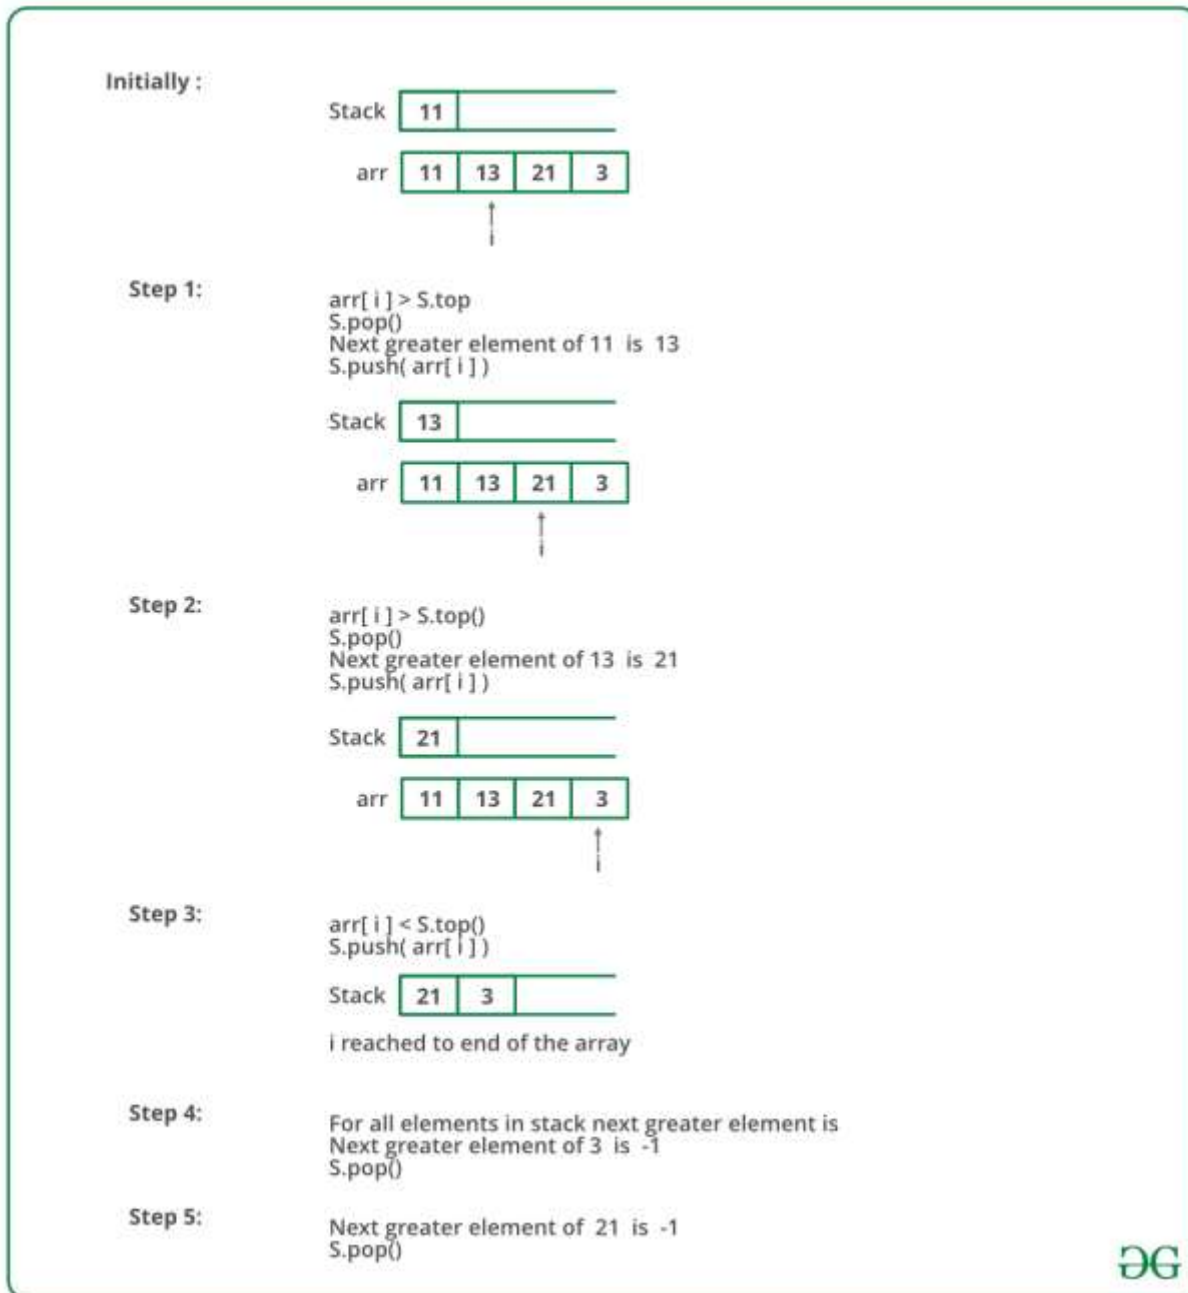 Initially :
Stack 11
arr 11 13 21 3
i
Step 1:
arr[ i ] > S.top
S.pop()
Next greater element of 11 is 13
S.push( arr[ i ] )
Stack 13
arr 11 13 21 3
i
Step 2:
arr[ i ] > S.top()
S.pop()
Next greater element of 13 is 21
S.push( arr[ i ] )
Stack 21
arr 11 13 21 3
i
Step 3:
arr[ i ] < S.top()
S.push( arr[ i ] )
Stack 21 3
i reached to end of the array
Step 4:
For all elements in stack next greater element is
Next greater element of 3 is -1
S.pop()
Step 5:
Next greater element of 21 is -1
S.pop()